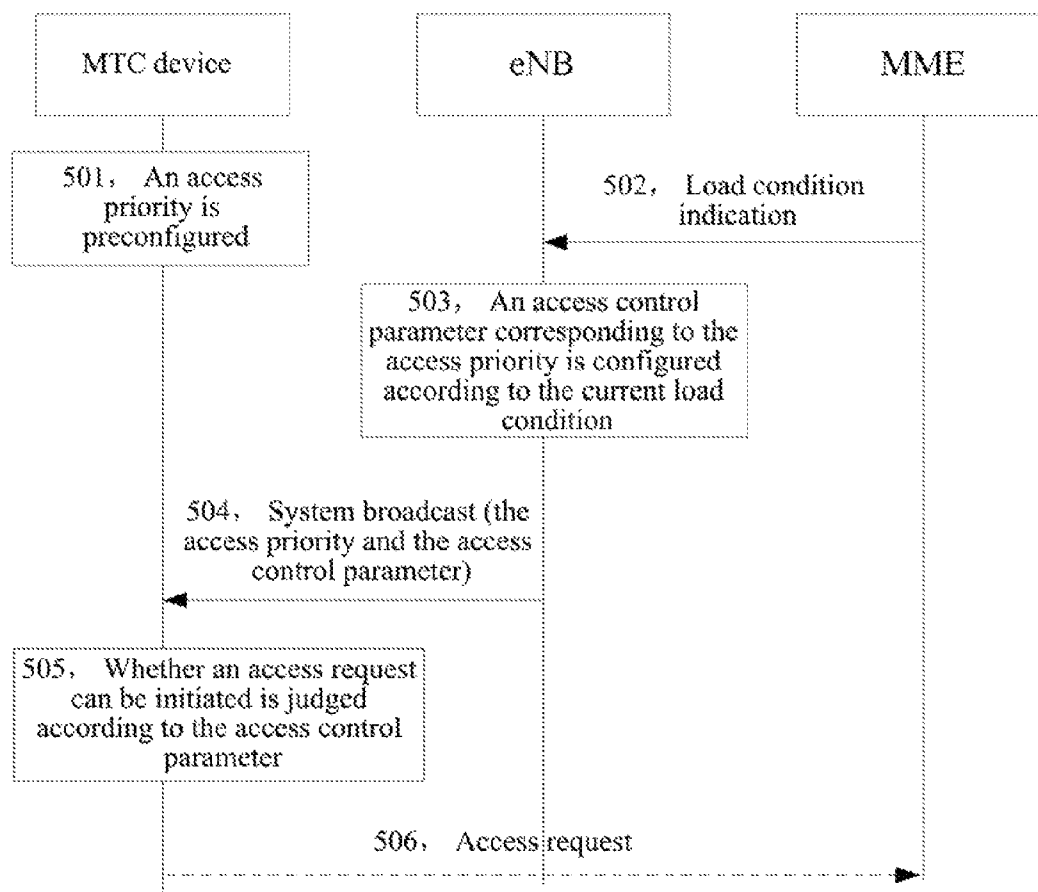 MTC device
eNB
MME
501， An access
priority is
preconfigured
502， Load condition
indication
503， An access control
parameter corresponding to the
access priority is configured
according to the current load
condition
504， System broadcast (the
access priority and the access
control parameter)
505， Whether an access request
can be initiated is judged
according to the access control
parameter
506， Access request